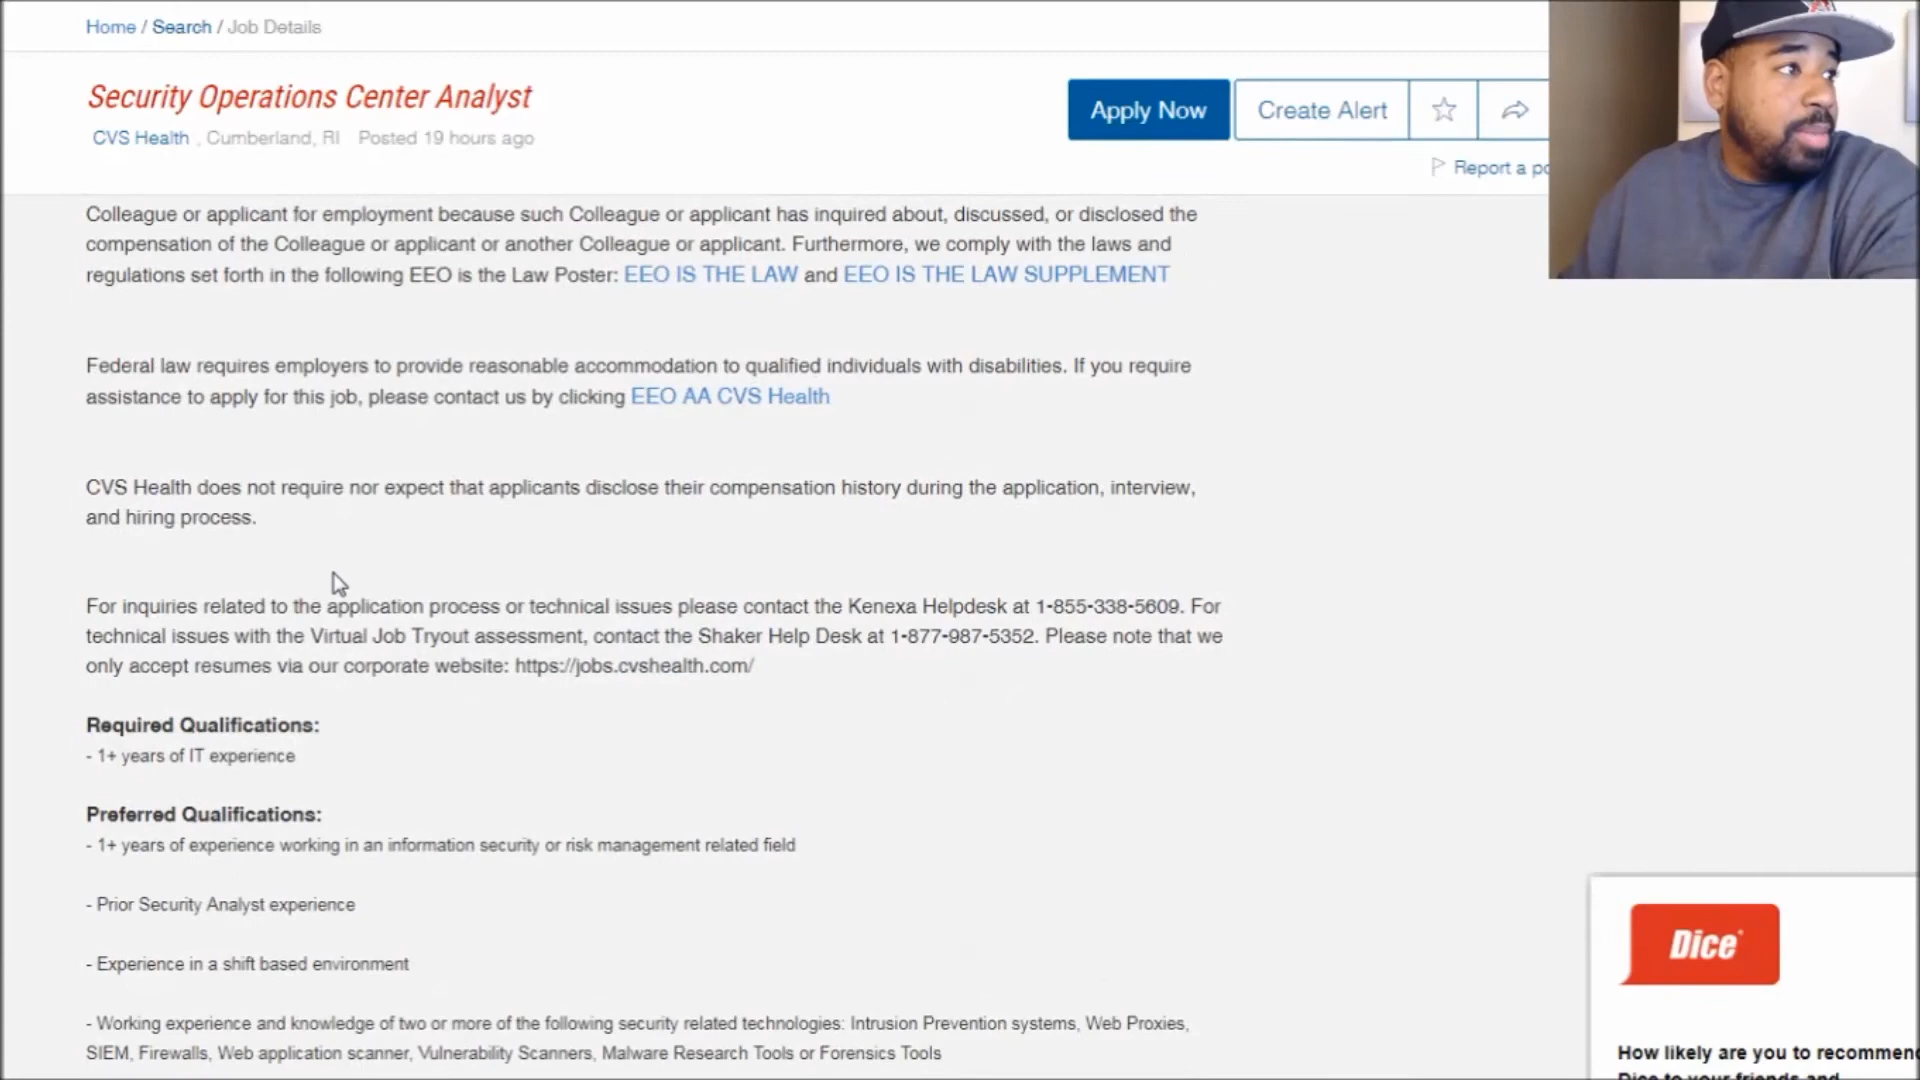 Home / Search / Job Details
Security Operations Center Analyst
CVS Health , Cumberland, RI Posted 19 hours ago
Apply Now
Create Alert
Report a po
Colleague or applicant for employment because such Colleague or applicant has inquired about, discussed, or disclosed the
compensation of the Colleague or applicant or another Colleague or applicant. Furthermore, we comply with the laws and
regulations set forth in the following EEO is the Law Poster: EEO IS THE LAW and EEO IS THE LAW SUPPLEMENT
Federal law requires employers to provide reasonable accommodation to qualified individuals with disabilities. If you require
assistance to apply for this job, please contact us by clicking EEO AA CVS Health
CVS Health does not require nor expect that applicants disclose their compensation history during the application, interview,
and hiring process.
For inquiries related to the application process or technical issues please contact the Kenexa Helpdesk at 1-855-338-5609. For
technical issues with the Virtual Job Tryout assessment, contact the Shaker Help Desk at 1-877-987-5352. Please note that we
only accept resumes via our corporate website: https://jobs.cvshealth.com/
Required Qualifications:
- 1+ years of IT experience
Preferred Qualifications:
- 1+ years of experience working in an information security or risk management related field
- Prior Security Analyst experience
- Experience in a shift based environment
- Working experience and knowledge of two or more of the following security related technologies: Intrusion Prevention systems, Web Proxies,
SIEM, Firewalls, Web application scanner, Vulnerability Scanners, Malware Research Tools or Forensics Tools
Dice
How likely are you to recommend
Dice to your friends and